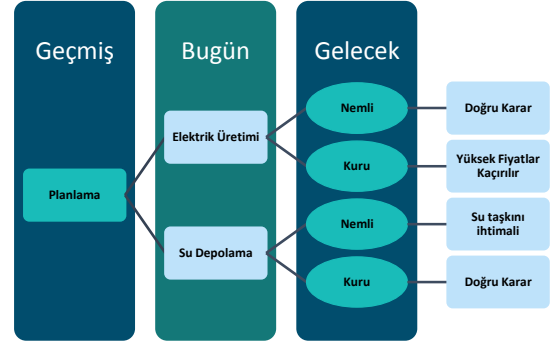 Geçmiş
Bugün
Gelecek
Planlama
Elektrik Üretimi
Su Depolama
Nemli
Kuru
Nemli
Kuru
Doğru Karar
Yüksek Fiyatlar
Kaçırılır
Su taşkını
ihtimali
Doğru Karar